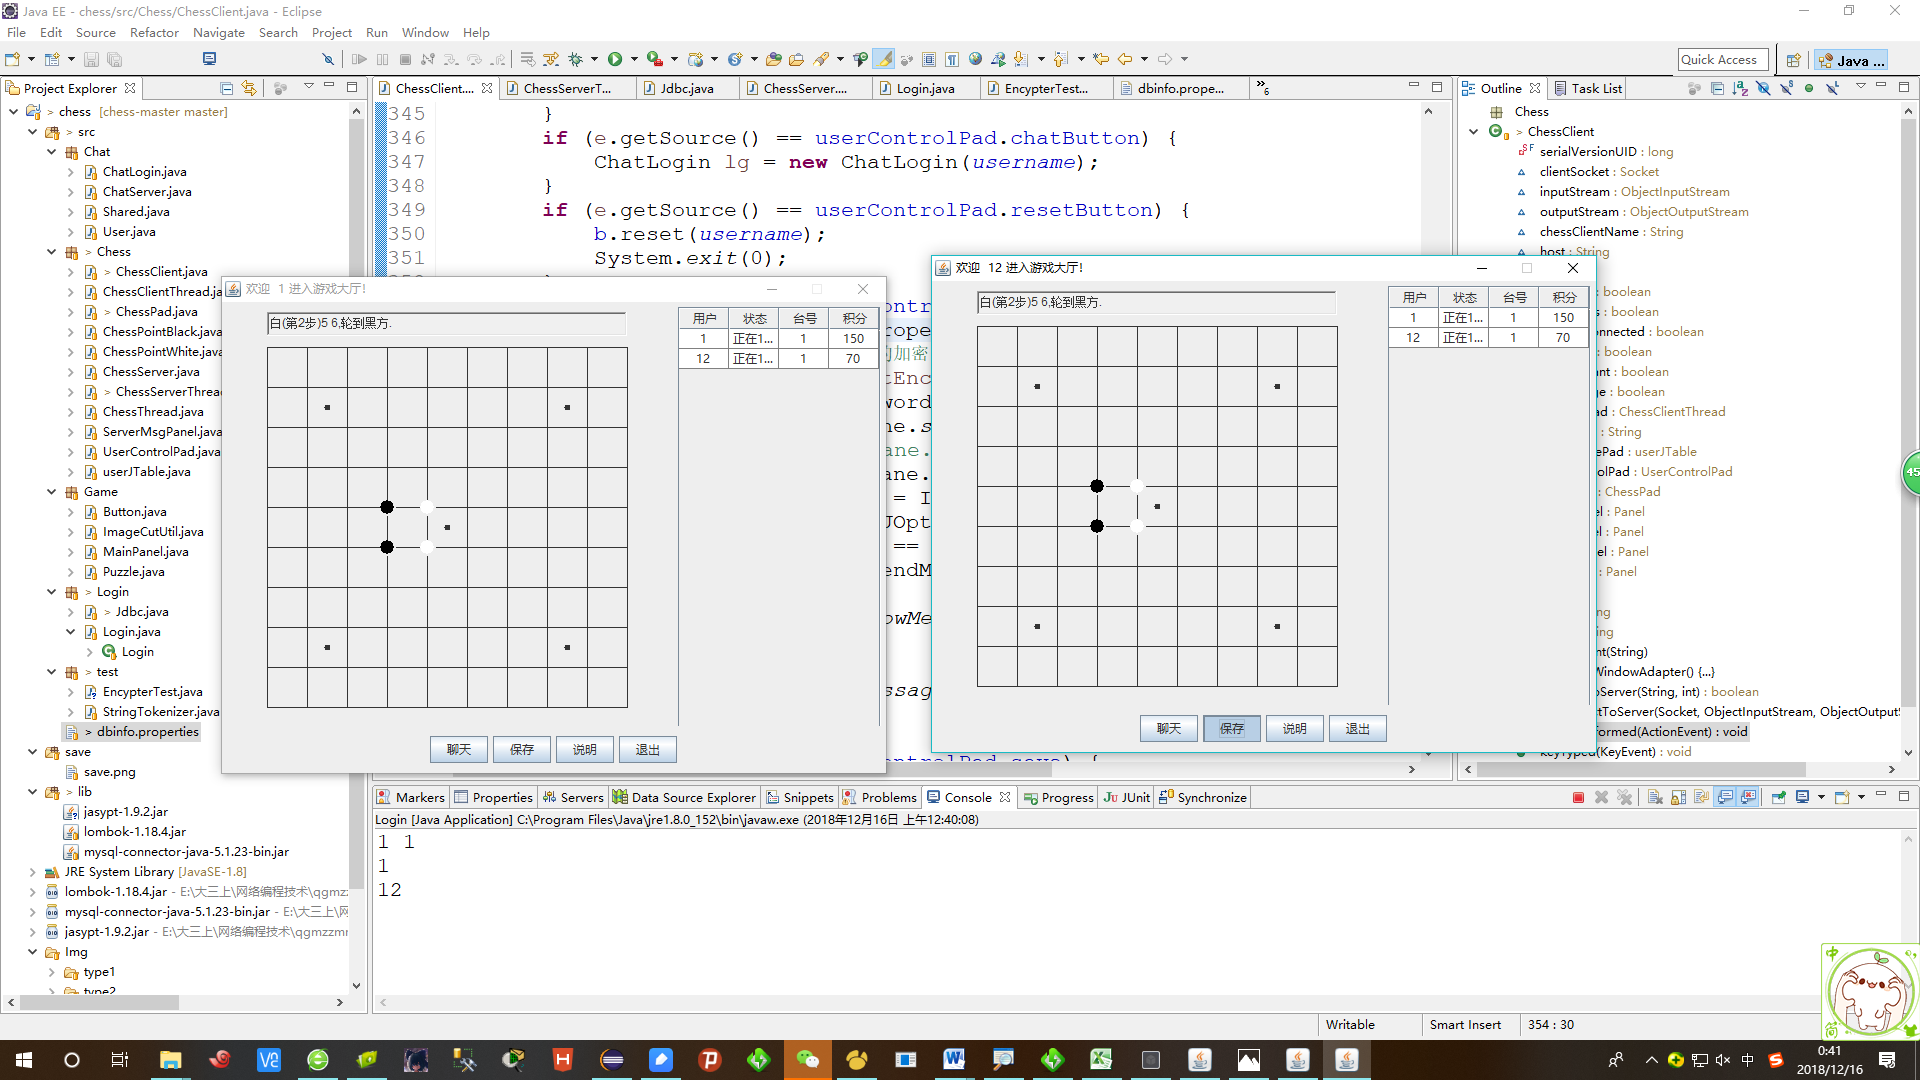 Java EE - chess/src/Chess/ChessClient.java - Eclipse
File Edit Source Refactor Navigate Search Project Run Window Help
Quick Access
Java ...
Project Explorer
> chess [chess-master master]
> src
Chat
ChatLogin.java
ChatServer.java
Shared.java
User.java
> Chess
> ChessClient.java
ChessClientThread.ja
> ChessPad.java
ChessPointBlack.java
ChessPointWhite.java
ChessServer.java
> ChessServerThread
ChessThread.java
ServerMsgPanel.java
UserControlPad.java
userJTable.java
Game
Button.java
ImageCutUtil.java
MainPanel.java
Puzzle.java
> Login
> Jdbc.java
Login.java
Login
> test
EncypterTest.java
StringTokenizer.java
> dbinfo.properties
save
save.png
> lib
jasypt-1.9.2.jar
lombok-1.18.4.jar
mysql-connector-java-5.1.23-bin.jar
JRE System Library [JavaSE-1.8]
lombok-1.18.4.jar - E:\大三上\网络编程技术\qgmzz
mysql-connector-java-5.1.23-bin.jar - E:\大三上\网
jasypt-1.9.2.jar - E:\大三上\网络编程技术\qgmzzmr
Img
type1
type2
ChessClient.... ChessServerT... Jdbc.java ChessServer.... Login.java EncypterTest... dbinfo.prope... »6
345 }
346 if (e.getSource() == userControlPad.chatButton) {
347 ChatLogin lg = new ChatLogin(username);
348 }
349 if (e.getSource() == userControlPad.resetButton) {
350 b.reset(username);
351 System.exit(0);
欢迎 1 进入游戏大厅!
白(第2步)5 6,轮到黑方.
用户 状态 台号 积分
1 正在1... 1 150
12 正在1... 1 70
聊天 保存 说明 退出
欢迎 12 进入游戏大厅!
白(第2步)5 6,轮到黑方.
用户 状态 台号 积分
1 正在1... 1 150
12 正在1... 1 70
聊天 保存 说明 退出
Outline Task List
Chess
> ChessClient
serialVersionUID : long
clientSocket : Socket
inputStream : ObjectInputStream
outputStream : ObjectOutputStream
chessClientName : String
host : String
: boolean
: boolean
onnected : boolean
: boolean
ant : boolean
ge : boolean
ad : ChessClientThread
: String
ePad : userJTable
olPad : UserControlPad
: ChessPad
el : Panel
el : Panel
el : Panel
: Panel
nt(String)
WindowAdapter() {...}
oServer(String, int) : boolean
ctToServer(Socket, ObjectInputStream, ObjectOutputS
formed(ActionEvent) : void
keyTyped(KeyEvent) : void
Markers Properties Servers Data Source Explorer Snippets Problems Console Progress JUnit Synchronize
Login [Java Application] C:\Program Files\Java\jre1.8.0_152\bin\javaw.exe (2018年12月16日 上午12:40:08)
1 1
1
12
Writable Smart Insert 354 : 30
45
中
简
中
0:41
2018/12/16